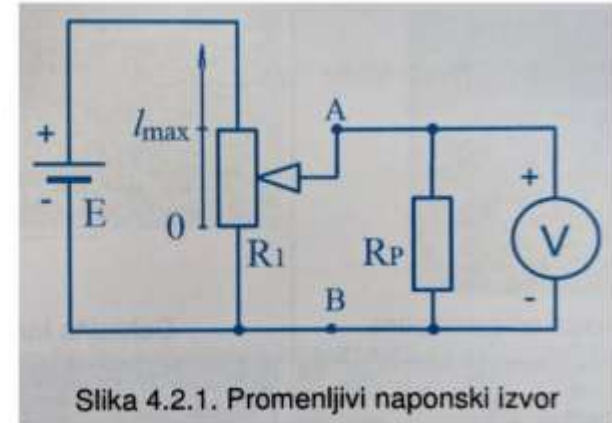 lmax
A
+
+
-
E
0
R1
RP
V
B
-
Slika 4.2.1. Promenljivi naponski izvor